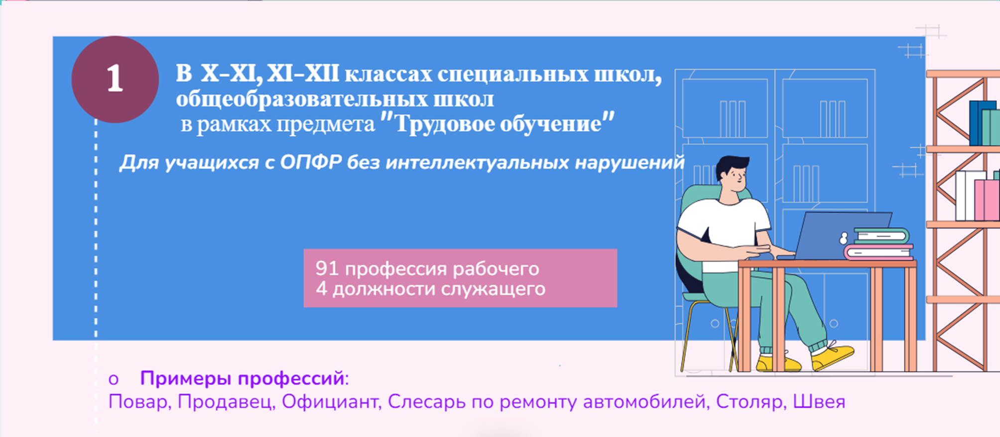 1
В X–XI, XI–XII классах специальных школ,
общеобразовательных школ
в рамках предмета "Трудовое обучение"
Для учащихся с ОПФР без интеллектуальных нарушений
91 профессия рабочего
4 должности служащего
o Примеры профессий:
Повар, Продавец, Официант, Слесарь по ремонту автомобилей, Столяр, Швея